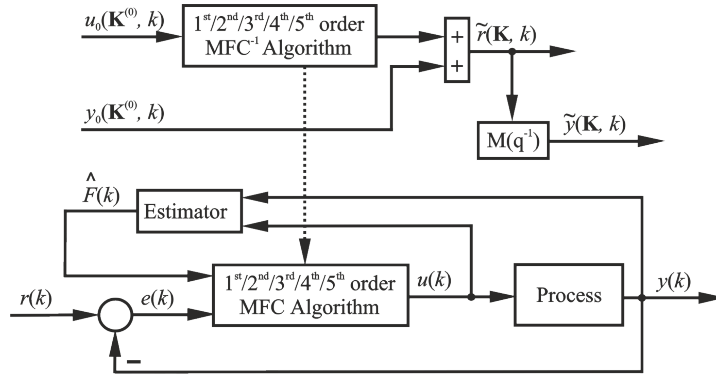 u₀(K⁽⁰⁾, k)
1ˢᵗ/2ⁿᵈ/3ʳᵈ/4ᵗʰ/5ᵗʰ order
MFC⁻¹ Algorithm
+
+
r̃(K, k)
y₀(K⁽⁰⁾, k)
M(q⁻¹)
ỹ(K, k)
F̂(k)
Estimator
1ˢᵗ/2ⁿᵈ/3ʳᵈ/4ᵗʰ/5ᵗʰ order
MFC Algorithm
u(k)
Process
y(k)
r(k)
e(k)
−